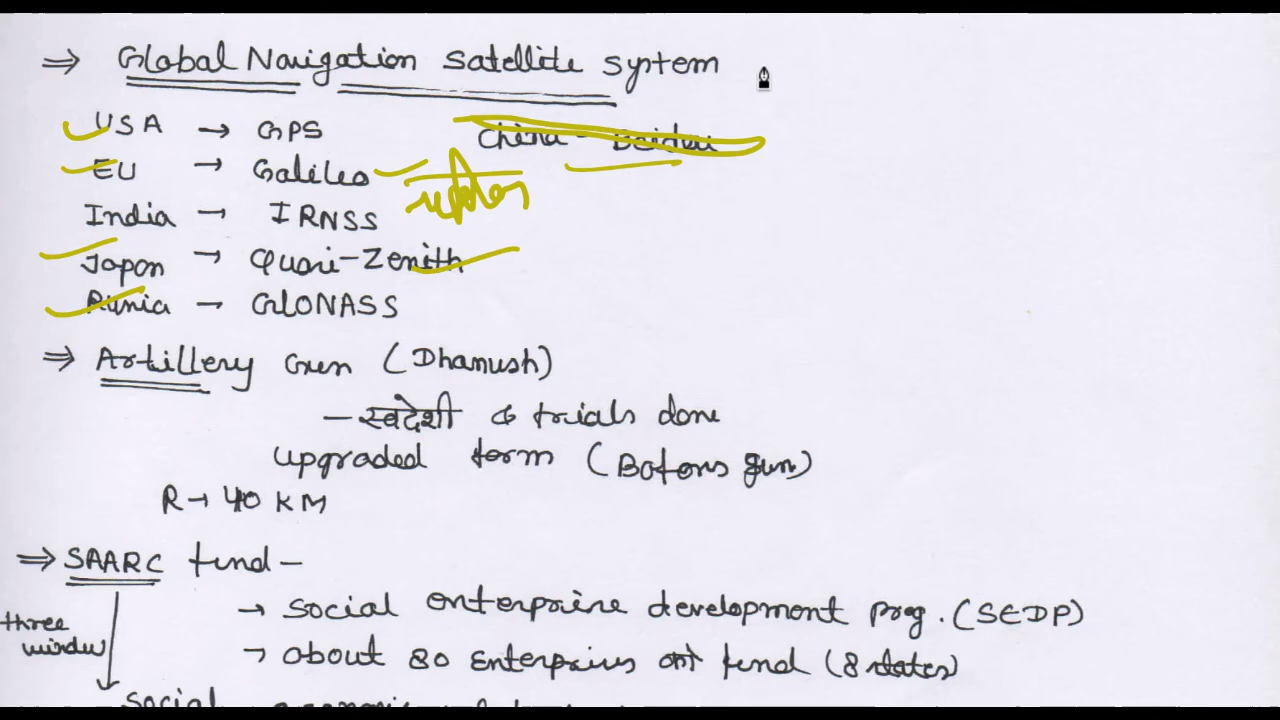 ⇒ Global Navigation Satellite System
USA → GPS
China - Beidou
EU → Galileo
India → IRNSS
Japan → Quasi-Zenith
Russia → GLONASS
⇒ Artillery Gun (Dhanush)
- स्वदेशी & trials done
upgraded form (Bofors gun)
R → 40 KM
⇒ SAARC fund -
→ Social enterprise development prog. (SEDP)
three
window
→ About 80 Enterprises fund (8 states)
Social